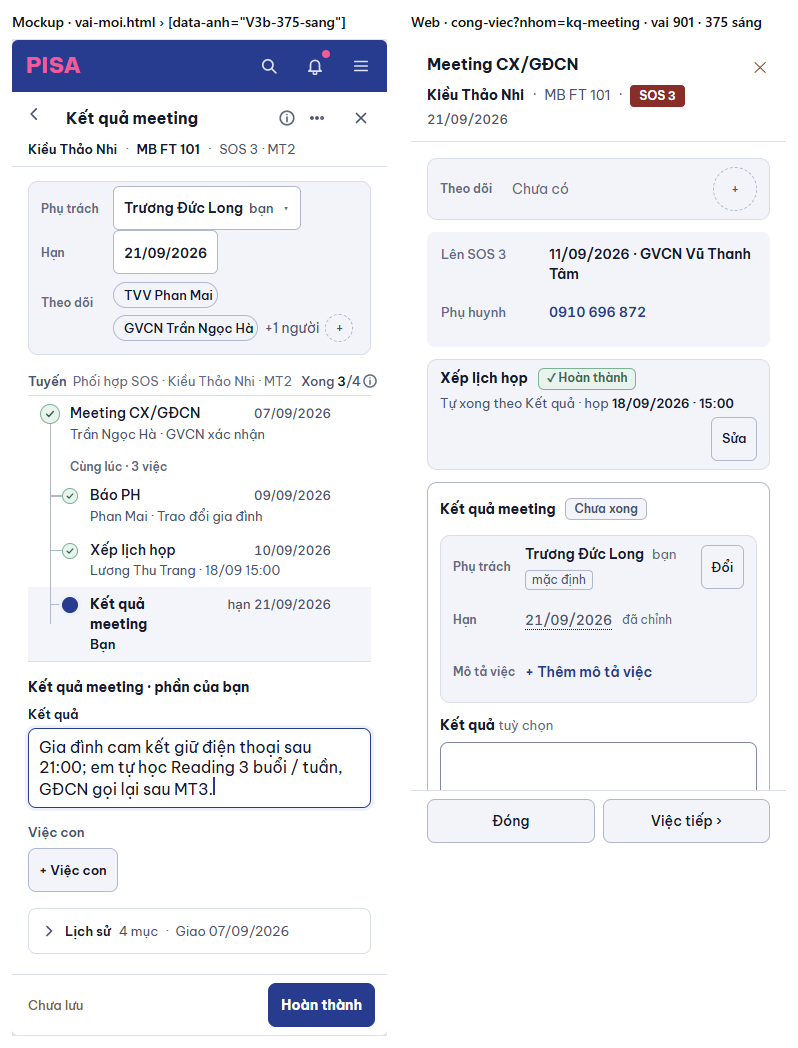 Mockup · vai-moi.html › [data-anh="V3b-375-sang"]
PISA
Kết quả meeting
Kiều Thảo Nhi · MB FT 101 · SOS 3 · MT2
Phụ trách
Trương Đức Long bạn
Hạn
21/09/2026
Theo dõi
TVV Phan Mai
GVCN Trần Ngọc Hà +1 người +
Tuyến Phối hợp SOS · Kiều Thảo Nhi · MT2 Xong 3/4
Meeting CX/GĐCN 07/09/2026
Trần Ngọc Hà · GVCN xác nhận
Cùng lúc · 3 việc
Báo PH 09/09/2026
Phan Mai · Trao đổi gia đình
Xếp lịch họp 10/09/2026
Lương Thu Trang · 18/09 15:00
Kết quả meeting hạn 21/09/2026
Bạn
Kết quả meeting · phần của bạn
Kết quả
Gia đình cam kết giữ điện thoại sau
21:00; em tự học Reading 3 buổi / tuần,
GĐCN gọi lại sau MT3.
Việc con
+ Việc con
Lịch sử 4 mục · Giao 07/09/2026
Chưa lưu
Hoàn thành
Web · cong-viec?nhom=kq-meeting · vai 901 · 375 sáng
Meeting CX/GĐCN
Kiều Thảo Nhi · MB FT 101 · SOS 3
21/09/2026
Theo dõi Chưa có +
Lên SOS 3 11/09/2026 · GVCN Vũ Thanh
Tâm
Phụ huynh 0910 696 872
Xếp lịch họp ✓ Hoàn thành
Tự xong theo Kết quả · họp 18/09/2026 · 15:00
Sửa
Kết quả meeting Chưa xong
Phụ trách Trương Đức Long bạn
mặc định
Đổi
Hạn 21/09/2026 đã chỉnh
Mô tả việc + Thêm mô tả việc
Kết quả tuỳ chọn
Đóng
Việc tiếp ›